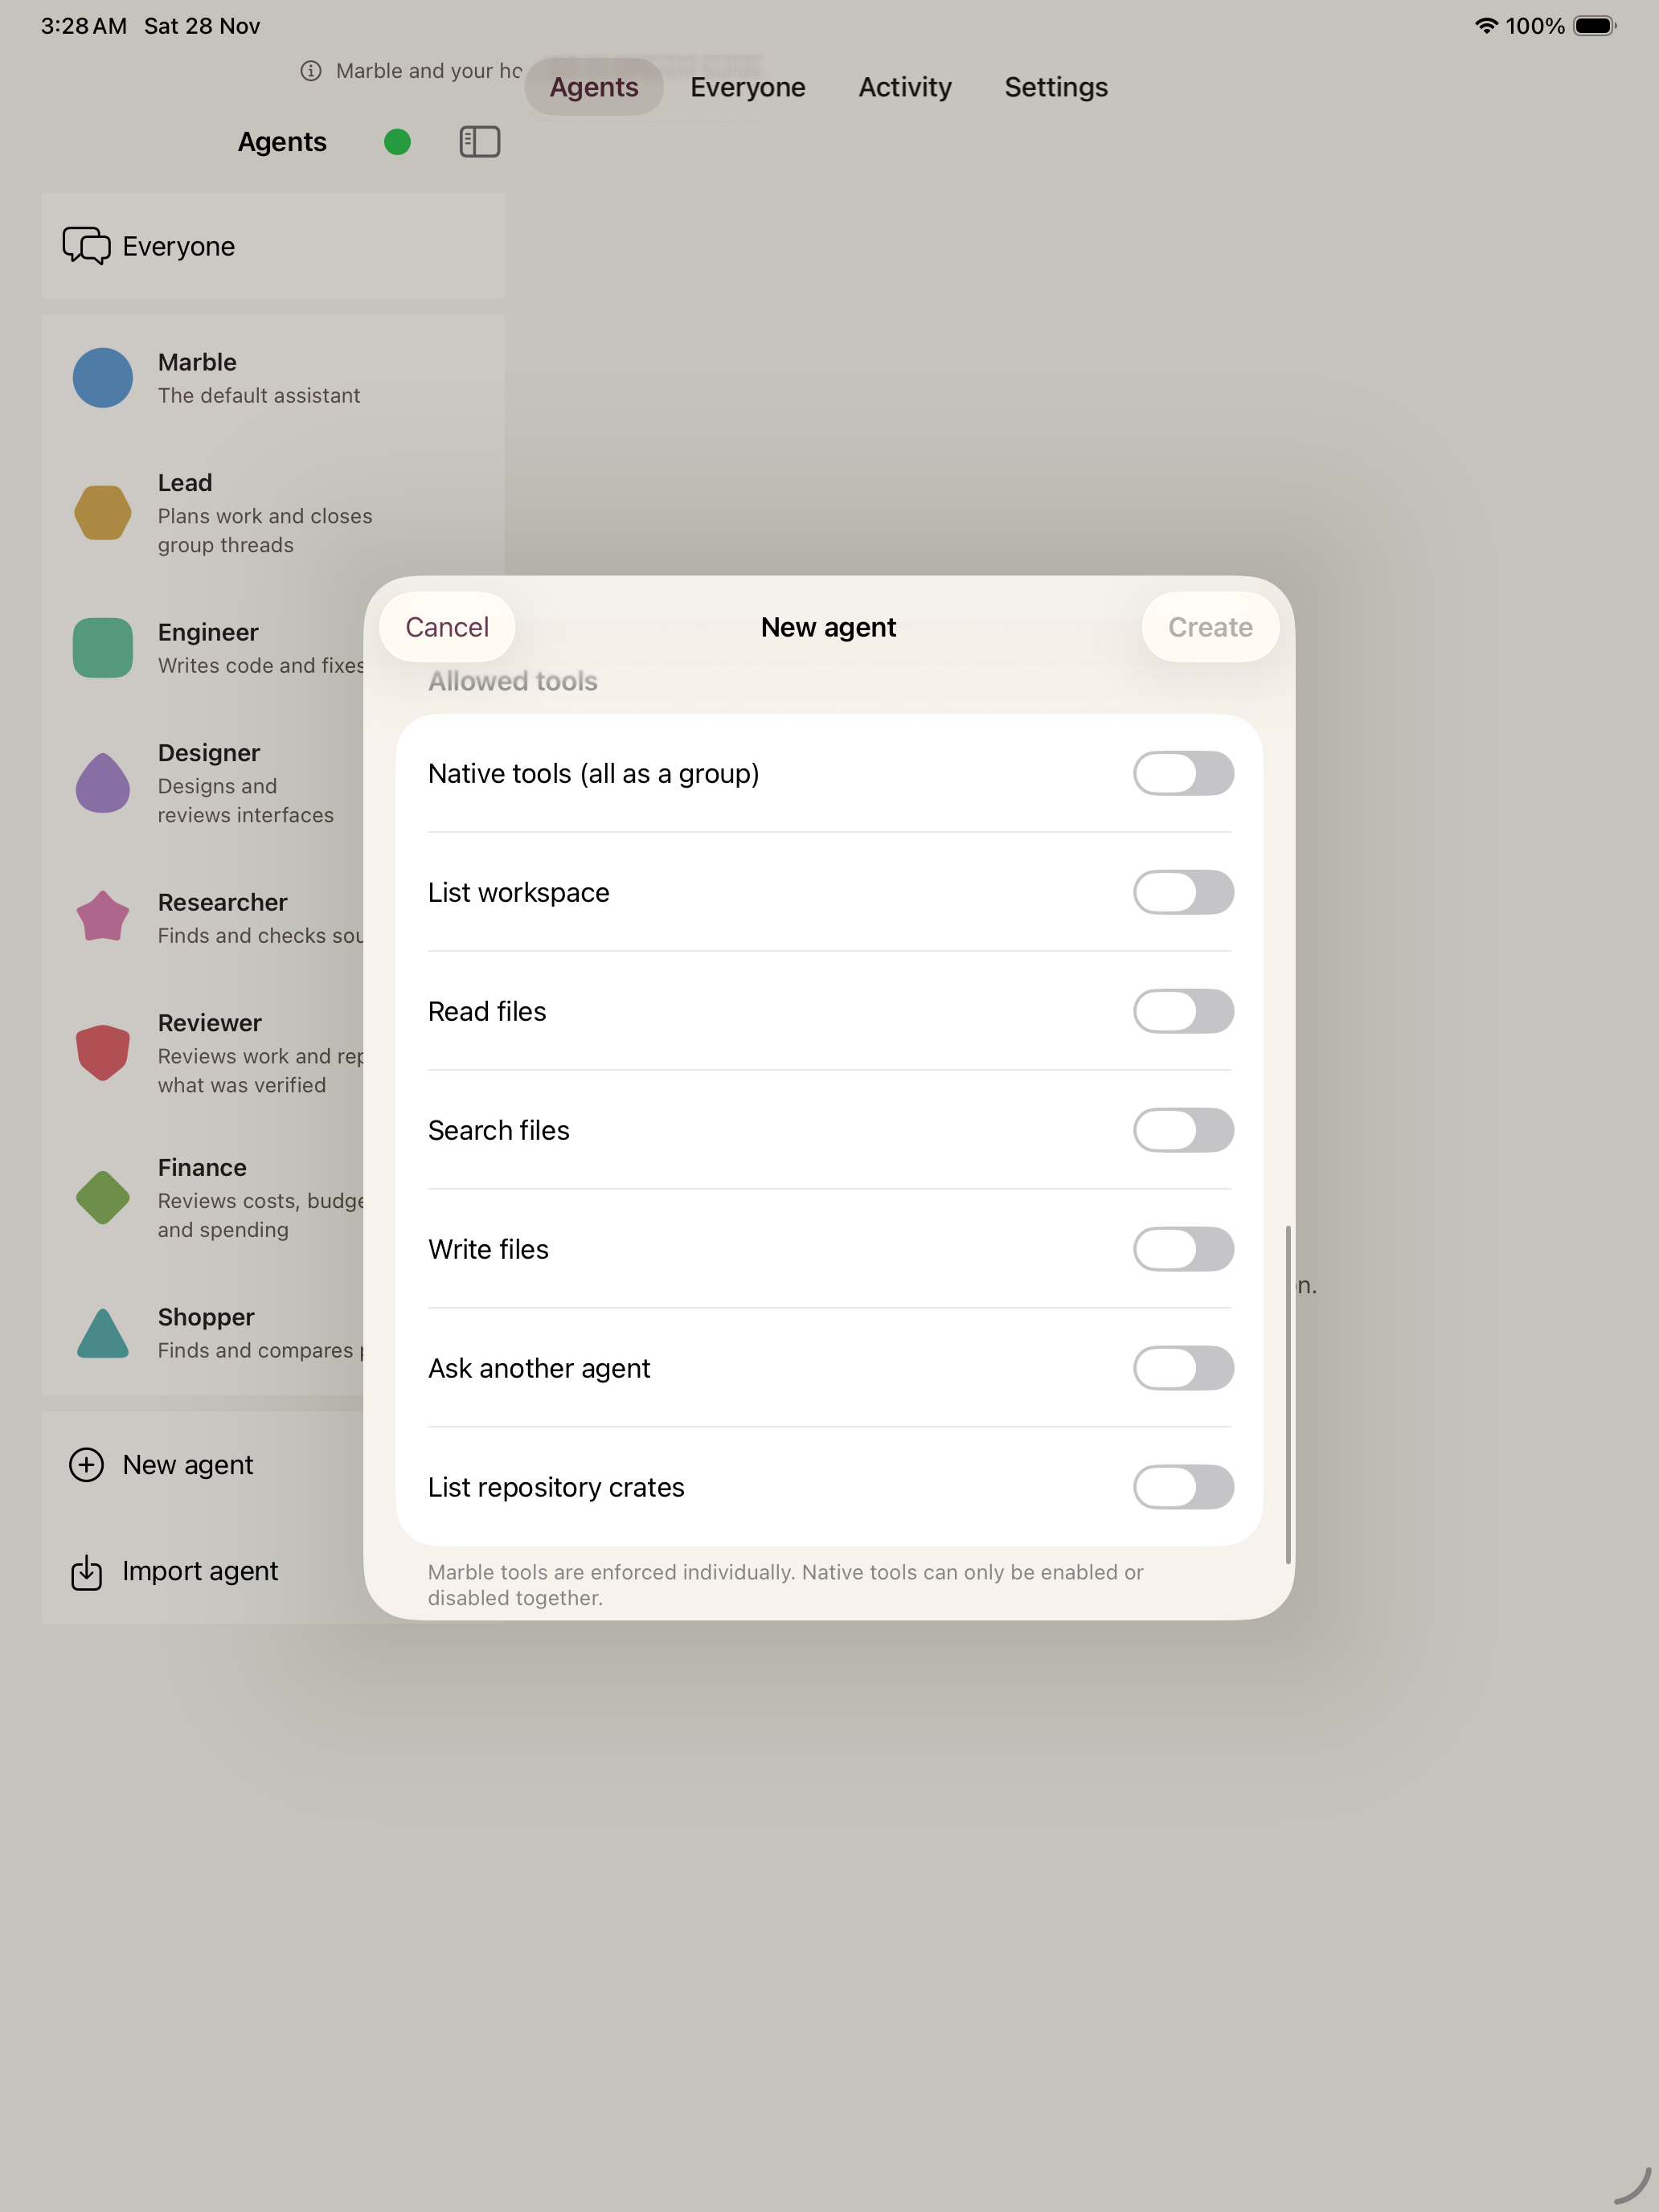 3:28 AM Sat 28 Nov
100%
Marble and your
Agents
Everyone
Activity
Settings
Agents
Everyone
Marble
The default assistant
Lead
Plans work and closes
group threads
Engineer
Writes code and fixes
Designer
Designs and
reviews interfaces
Researcher
Finds and checks
Reviewer
Reviews work and
what was verified
Finance
Reviews costs,
and spending
Shopper
Finds and compares
New agent
Import agent
Cancel
New agent
Create
Allowed tools
Native tools (all as a group)
List workspace
Read files
Search files
Write files
Ask another agent
List repository crates
Marble tools are enforced individually. Native tools can only be enabled or
disabled together.